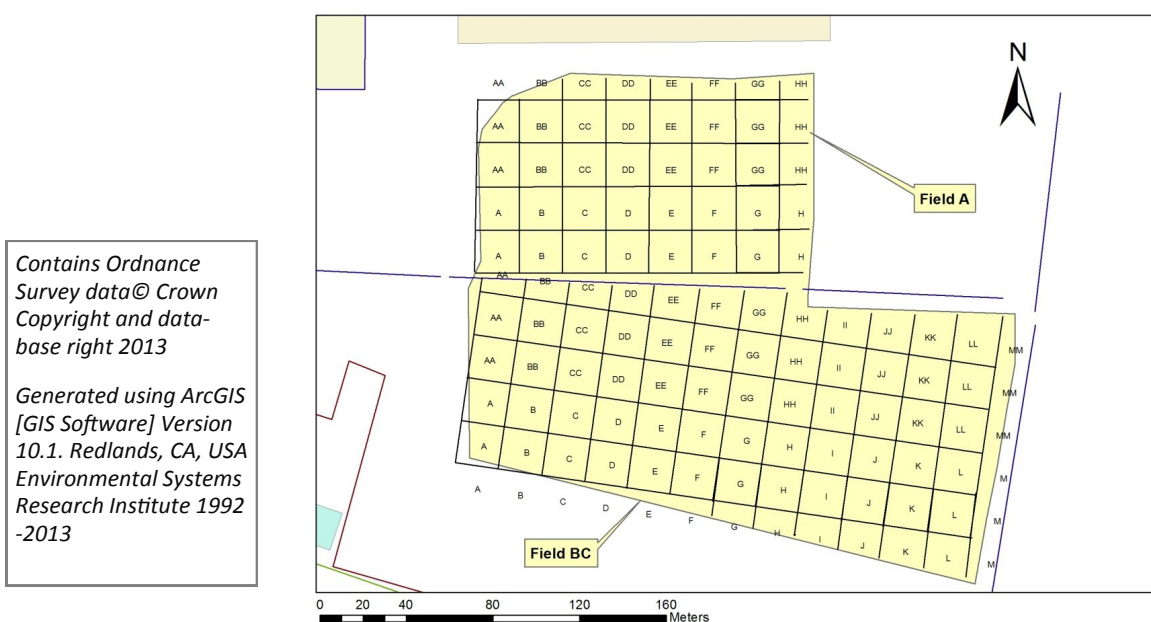 Contains Ordnance
Survey data© Crown
Copyright and data-
base right 2013
Generated using ArcGIS
[GIS Software] Version
10.1. Redlands, CA, USA
Environmental Systems
Research Institute 1992
-2013
N
AA BB CC DD EE FF GG HH
AA BB CC DD EE FF GG HH
AA BB CC DD EE FF GG HH
A B C D E F G H
A B C D E F G H
Field A
AA BB CC DD EE FF GG HH II JJ KK LL MM
AA BB CC DD EE FF GG HH II JJ KK LL MM
AA BB CC DD EE FF GG HH II JJ KK LL MM
A B C D E F G H I J K L M
A B C D E F G H I J K L M
A B C D E F G H I J K L M
Field BC
0 20 40 80 120 160
Meters